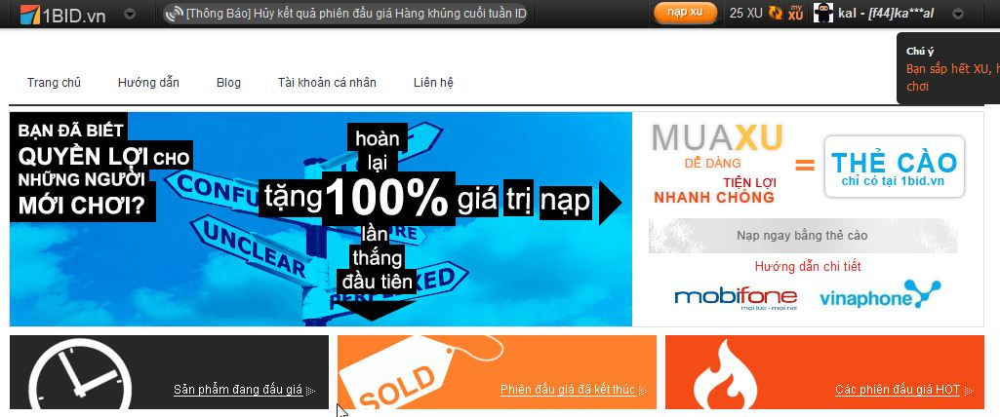 1BID.vn
[Thông Báo] Hủy kết quả phiên đấu giá Hàng khủng cuối tuần ID
nạp xu
25 XU
my XU
kal - [f44]ka***al
Chú ý
Bạn sắp hết XU, h
chơi
Trang chủ
Hướng dẫn
Blog
Tài khoản cá nhân
Liên hệ
BẠN ĐÃ BIẾT
QUYỀN LỢI CHO
NHỮNG NGƯỜI
MỚI CHƠI?
hoàn
lại
tặng 100% giá trị nạp
lần
thắng
đầu tiên
UNCLEAR
MUAXU
DỄ DÀNG
TIỆN LỢI
NHANH CHÓNG
=
THẺ CÀO
chỉ có tại 1bid.vn
Nạp ngay bằng thẻ cào
Hướng dẫn chi tiết
mobifone
mọi lúc - mọi nơi
vinaphone
Sản phẩm đang đấu giá
SOLD
Phiên đấu giá đã kết thúc
Các phiên đấu giá HOT